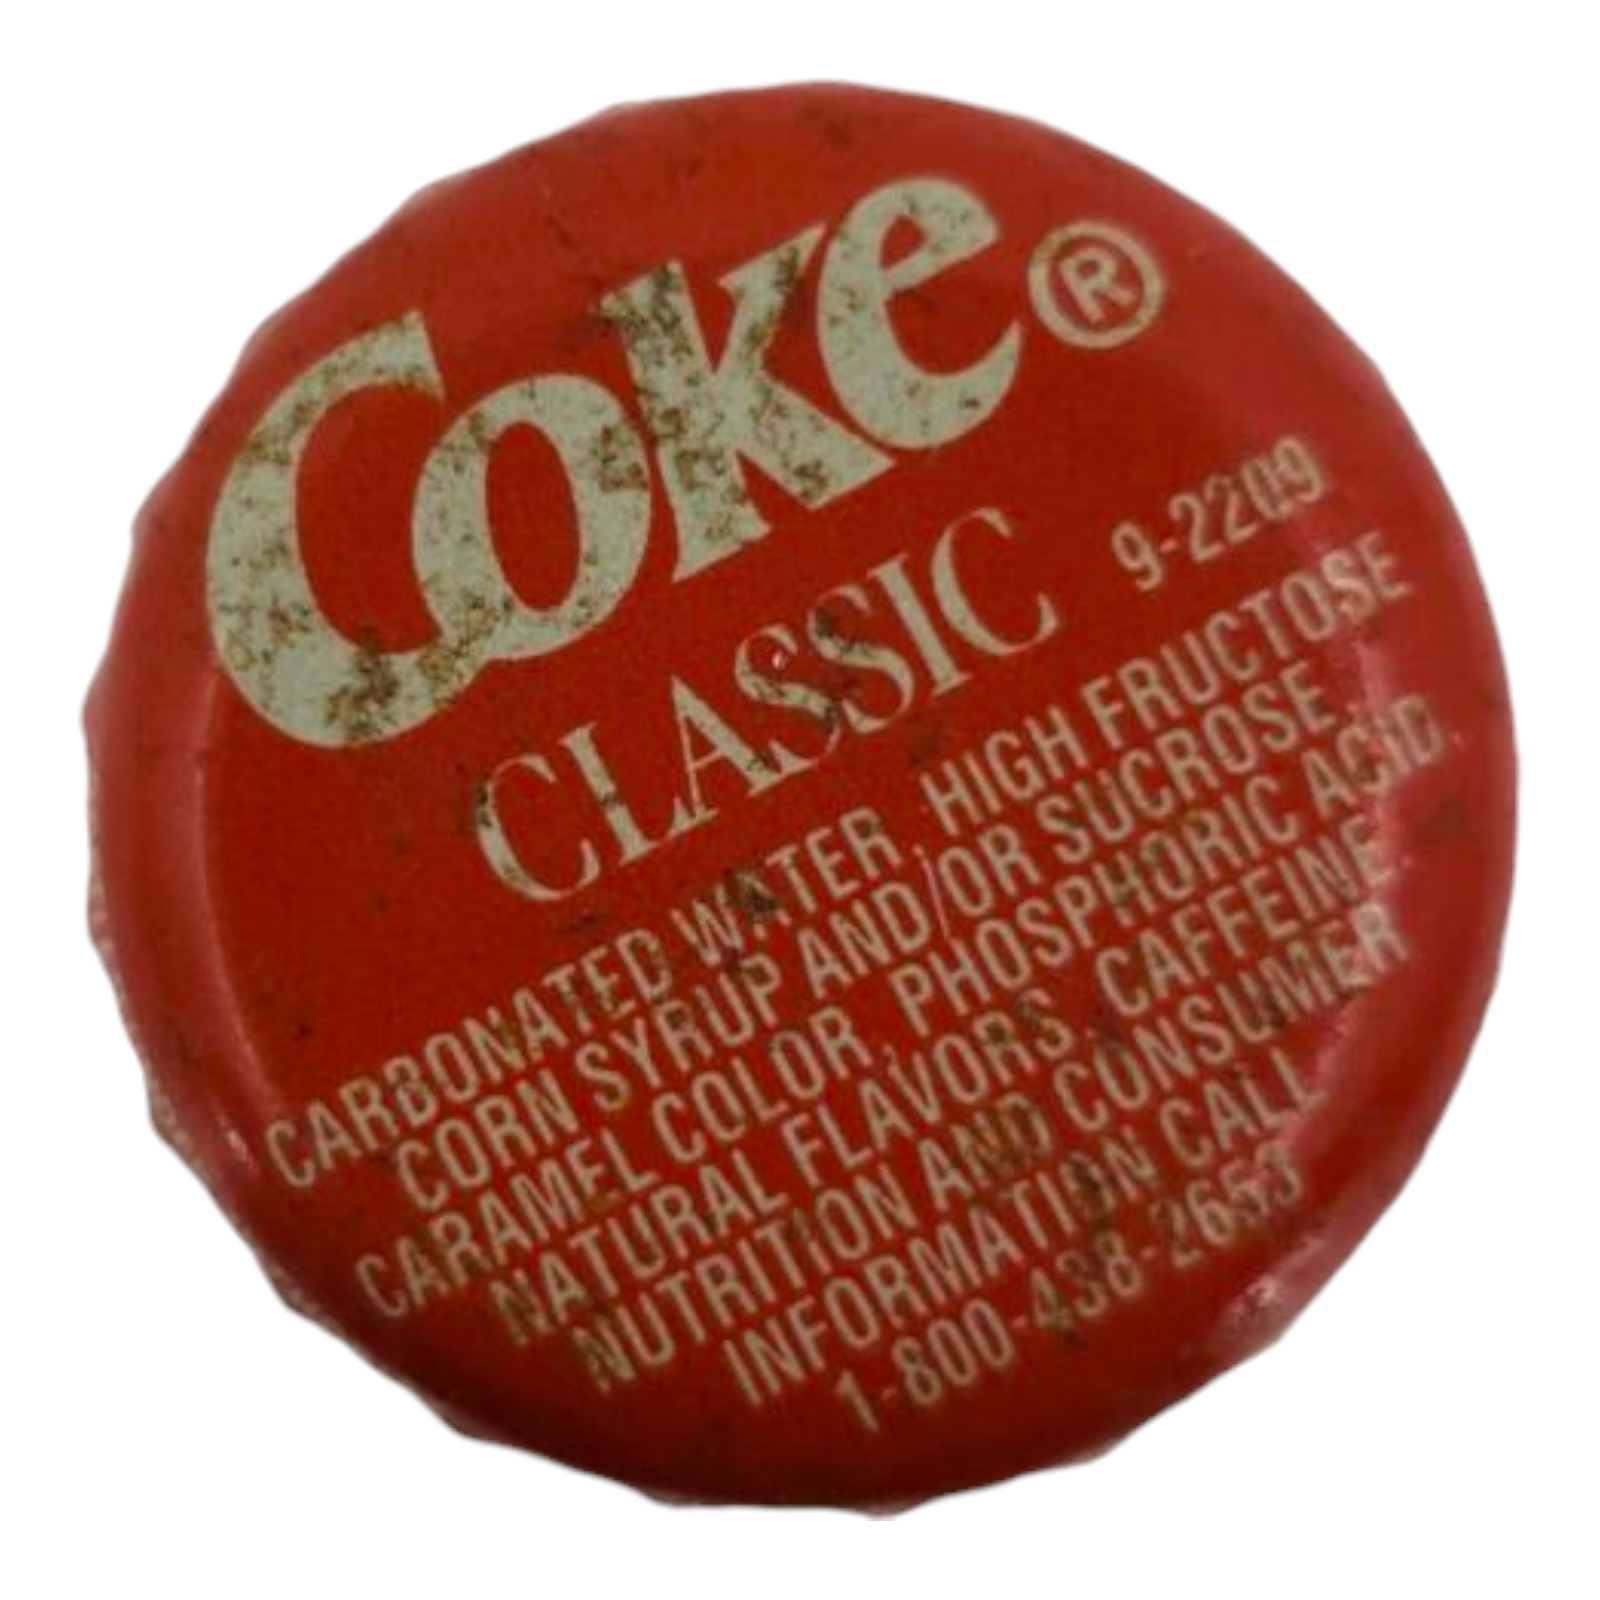 Coke®
CLASSIC 9-2209
CARBONATED WATER, HIGH FRUCTOSE
CORN SYRUP AND/OR SUCROSE
CARAMEL COLOR, PHOSPHORIC ACID,
NATURAL FLAVORS, CAFFEINE
NUTRITION AND CONSUMER
INFORMATION CALL
1-800-438-2653